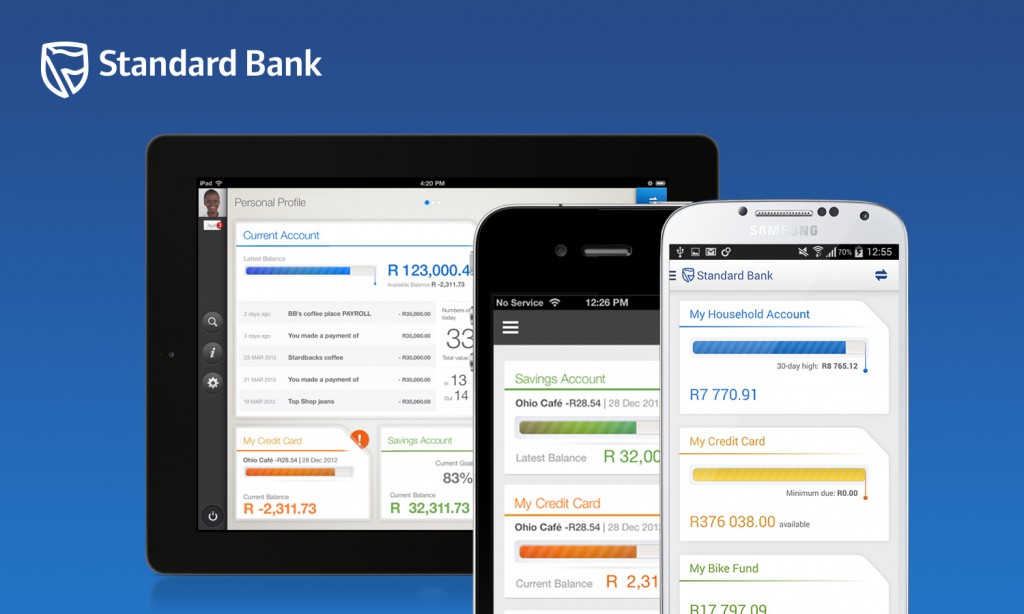 Standard Bank
iPad
4:20 PM
Personal Profile
Current Account
Latest Balance
R 123,000.4
Available Balance R -2,311.73
2 days ago BB's coffee place PAYROLL - R35,000.00
3 days ago You made a payment of R35,000.00
23 MAR 2013 Stardbacks coffee - R35,000.00
21 MAR 2013 You made a payment of - R35,000.00
19 MAR 2012 Top Shop jeans - R35,000.00
Numbers of
today
33
Total value
In 13
Out 14
My Credit Card
!
Ohio Café -R28.54 | 28 Dec 2012
Current Balance
R -2,311.73
Savings Account
Current Goal
83%
Current Balance
R 32,311.73
No Service
12:26 PM
Savings Account
Ohio Café -R28.54 | 28 Dec 201
Latest Balance R 32,00
My Credit Card
Ohio Café -R28.54 | 28 Dec 201
Current Balance R 2,31
SAMSUNG
70% 12:55
Standard Bank
My Household Account
30-day high: R8 765.12
R7 770.91
My Credit Card
Minimum due: R0.00
R376 038.00 available
My Bike Fund
R17 797.09